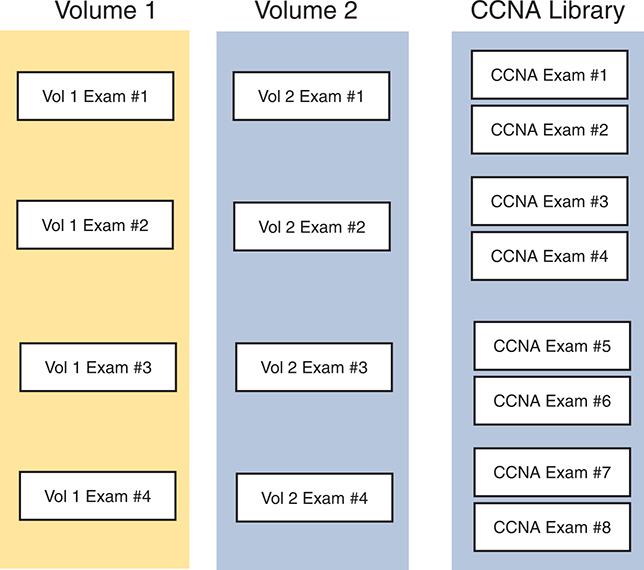 Volume 1
Volume 2
CCNA Library
Vol 1 Exam #1
Vol 1 Exam #2
Vol 1 Exam #3
Vol 1 Exam #4
Vol 2 Exam #1
Vol 2 Exam #2
Vol 2 Exam #3
Vol 2 Exam #4
CCNA Exam #1
CCNA Exam #2
CCNA Exam #3
CCNA Exam #4
CCNA Exam #5
CCNA Exam #6
CCNA Exam #7
CCNA Exam #8